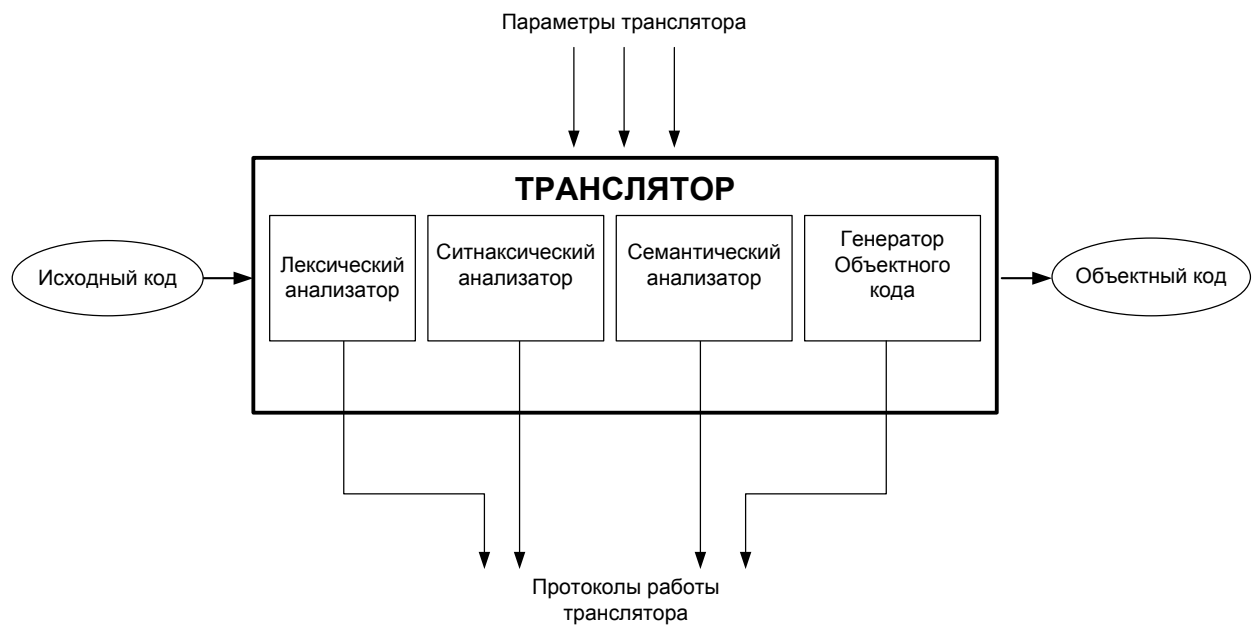 Параметры транслятора
ТРАНСЛЯТОР
Исходный код
Лексический
анализатор
Ситнаксический
анализатор
Семантический
анализатор
Генератор
Объектного
кода
Объектный код
Протоколы работы
транслятора